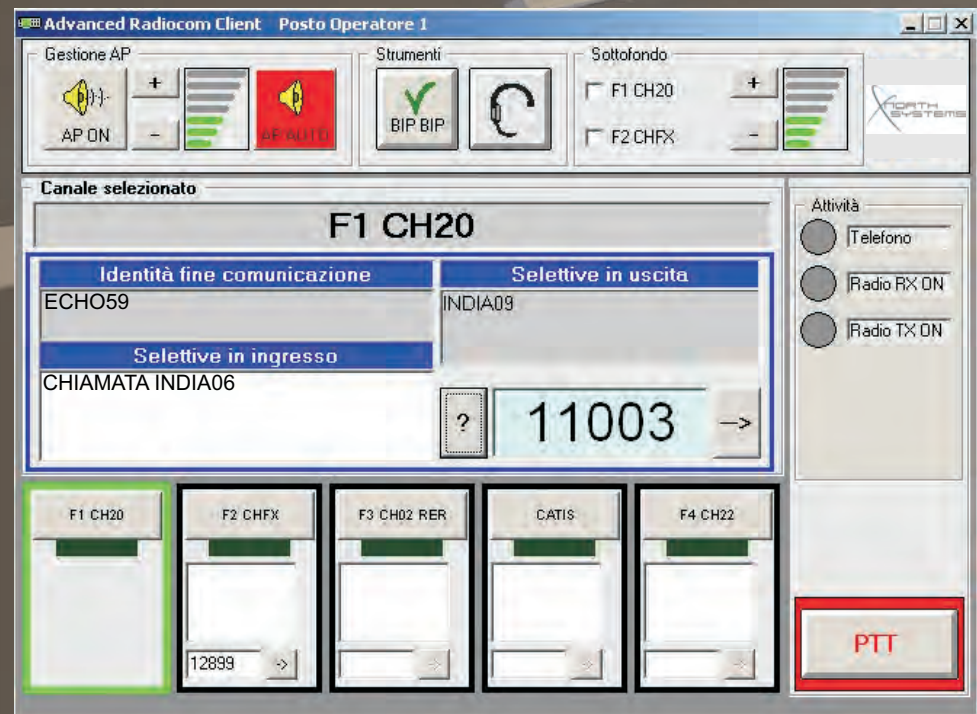 Advanced Radiocom Client Posto Operatore 1
Gestione AP
Strumenti
Sottofondo
+
AP ON
-
AP AUTO
BIP BIP
F1 CH20
F2 CHFX
+
-
NORTH
SYSTEMS
Canale selezionato
F1 CH20
Identità fine comunicazione
ECHO59
Selettive in uscita
INDIA09
Selettive in ingresso
CHIAMATA INDIA06
?
11003
-->
Attività
Telefono
Radio RX ON
Radio TX ON
F1 CH20
F2 CHFX
F3 CH02 RER
CATIS
F4 CH22
12899
->
->
->
->
PTT